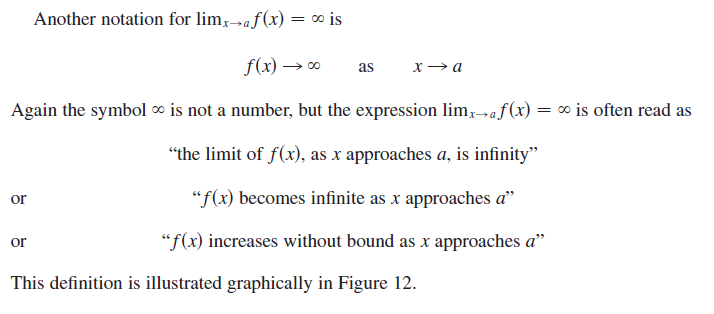 Another notation for limₓ→ₐ f(x) = ∞ is
f(x) → ∞ as x → a
Again the symbol ∞ is not a number, but the expression limₓ→ₐ f(x) = ∞ is often read as
“the limit of f(x), as x approaches a, is infinity”
or “f(x) becomes infinite as x approaches a”
or “f(x) increases without bound as x approaches a”
This definition is illustrated graphically in Figure 12.